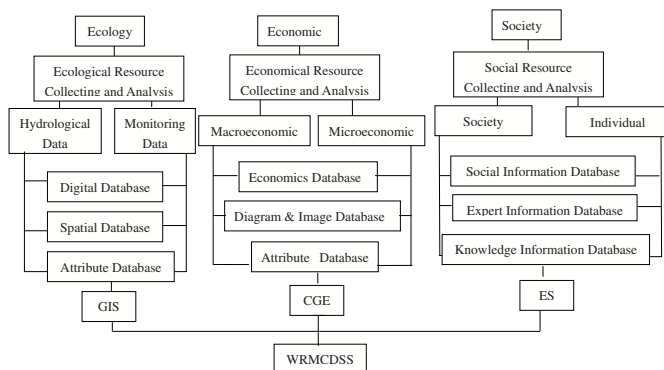 Ecology
Economic
Society
Ecological Resource
Collecting and Analysis
Economical Resource
Collecting and Analysis
Social Resource
Collecting and Analysis
Hydrological
Data
Monitoring
Data
Macroeconomic
Microeconomic
Society
Individual
Digital Database
Spatial Database
Attribute Database
Economics Database
Diagram & Image Database
Attribute Database
Social Information Database
Expert Information Database
Knowledge Information Database
GIS
CGE
ES
WRMCDSS